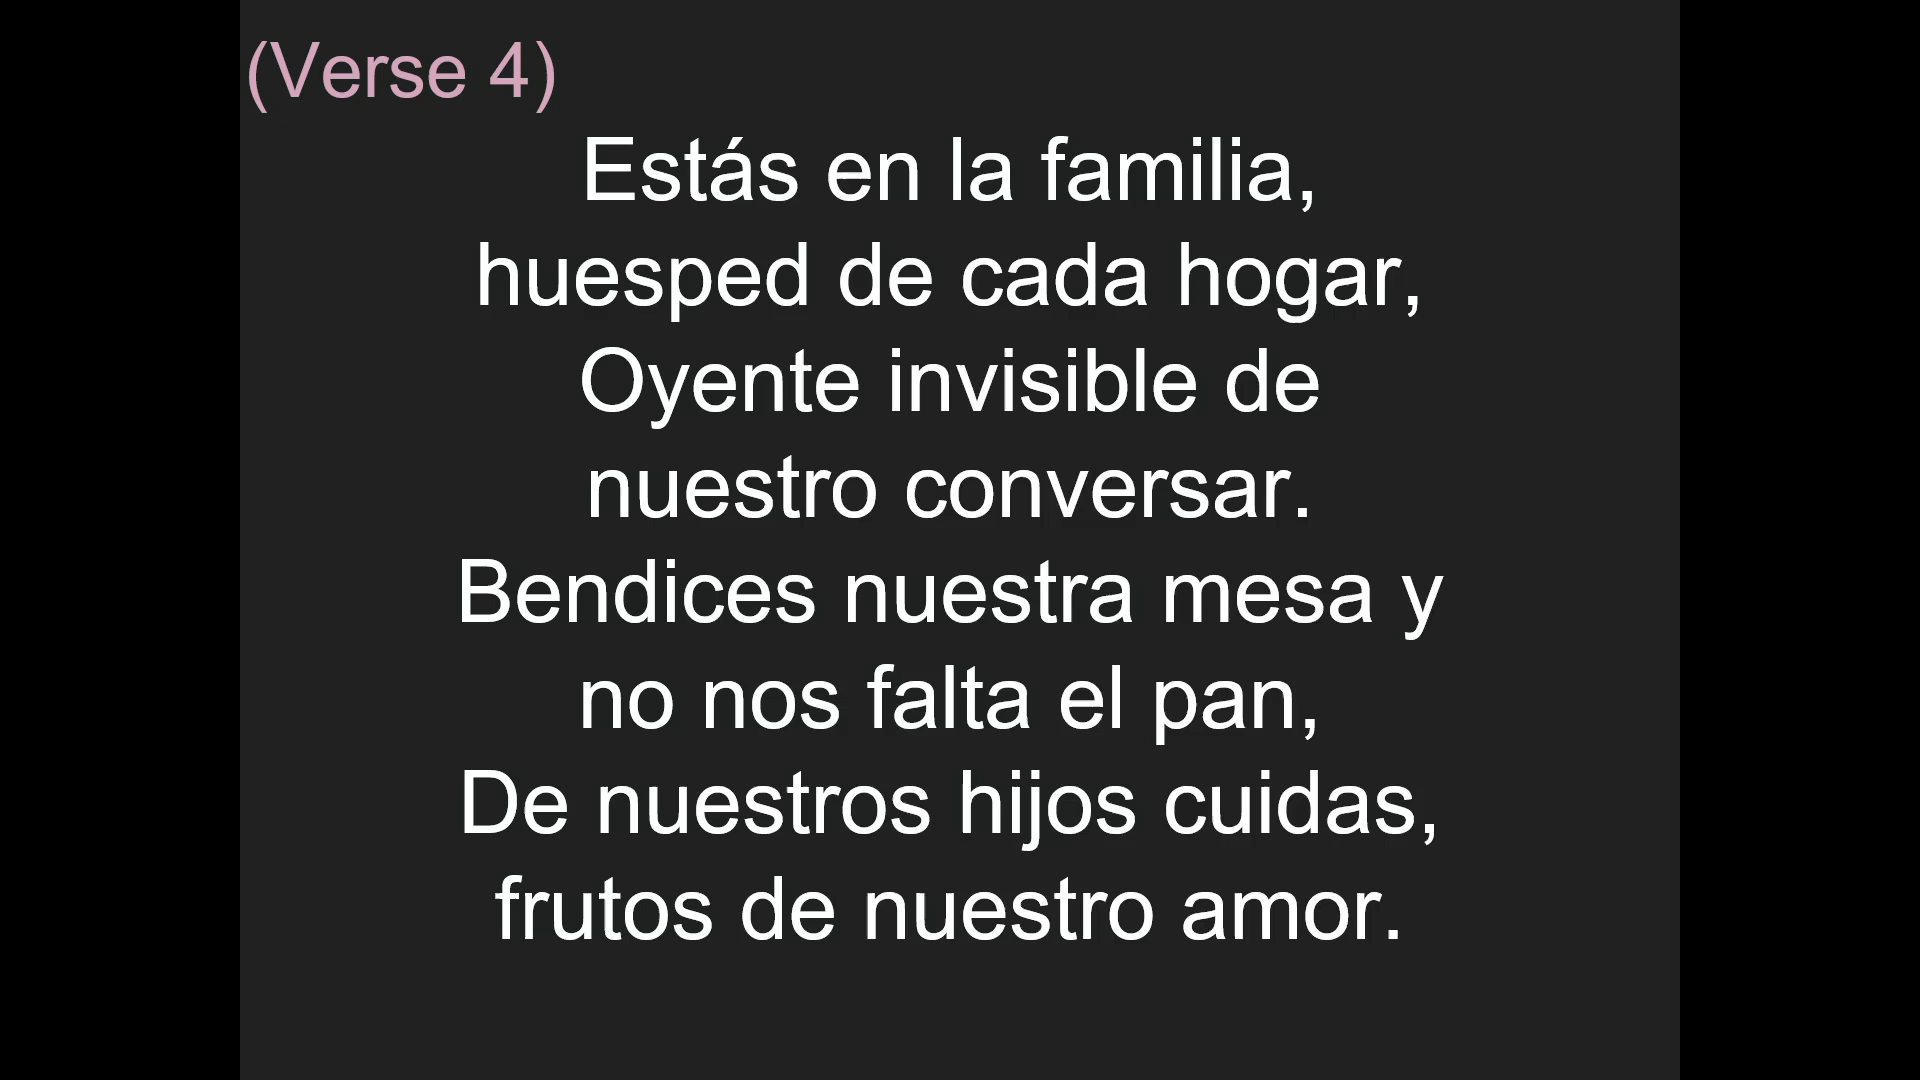 (Verse 4)
Estás en la familia,
huesped de cada hogar,
Oyente invisible de
nuestro conversar.
Bendices nuestra mesa y
no nos falta el pan,
De nuestros hijos cuidas,
frutos de nuestro amor.